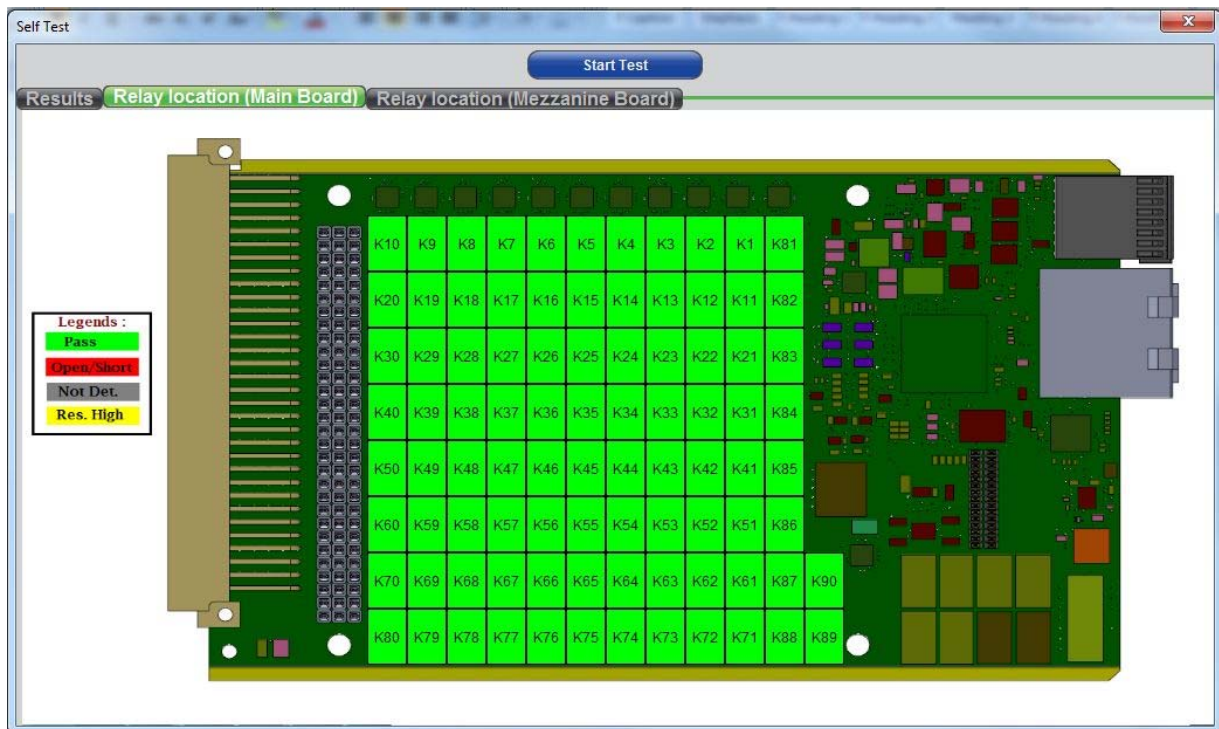 Self Test
Start Test
Results Relay location (Main Board) Relay location (Mezzanine Board)
K10 K9 K8 K7 K6 K5 K4 K3 K2 K1 K81
K20 K19 K18 K17 K16 K15 K14 K13 K12 K11 K82
Legends :
Pass
Open/Short
Not Det.
Res. High
K30 K29 K28 K27 K26 K25 K24 K23 K22 K21 K83
K40 K39 K38 K37 K36 K35 K34 K33 K32 K31 K84
K50 K49 K48 K47 K46 K45 K44 K43 K42 K41 K85
K60 K59 K58 K57 K56 K55 K54 K53 K52 K51 K86
K70 K69 K68 K67 K66 K65 K64 K63 K62 K61 K87 K90
K80 K79 K78 K77 K76 K75 K74 K73 K72 K71 K88 K89